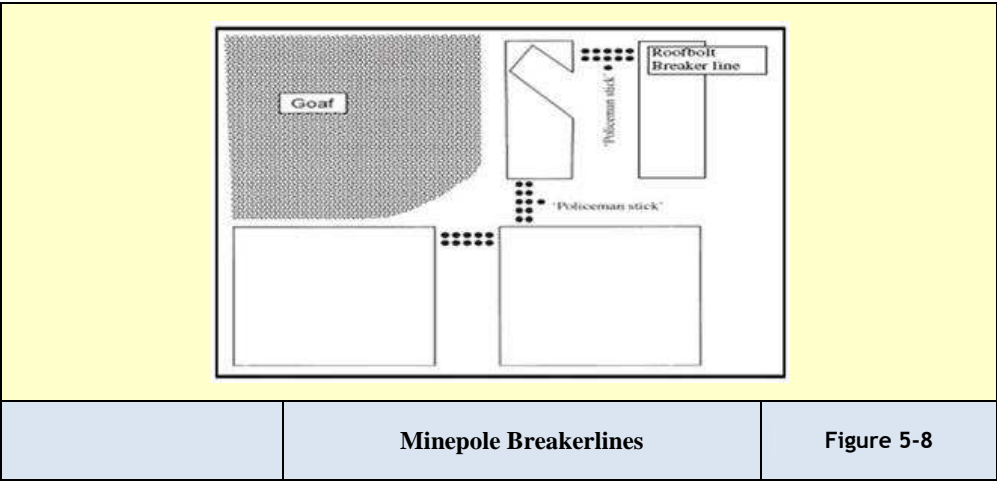 Goaf
Roofbolt
Breaker line
'Policeman stick'
'Policeman stick'
Minepole Breakerlines
Figure 5-8